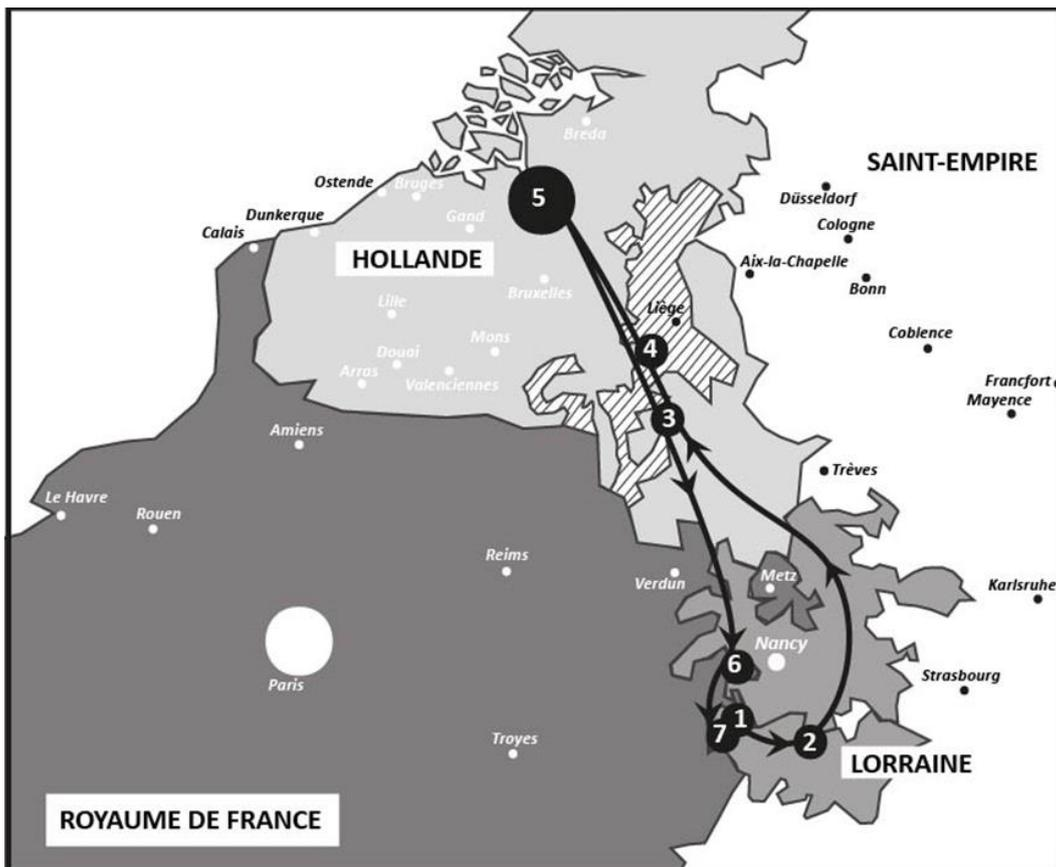 Breda
SAINT-EMPIRE
Ostende
Bruges
5
Düsseldorf
Dunkerque
Gand
Cologne
Calais
HOLLANDE
Aix-la-Chapelle
Bruxelles
Bonn
Lille
Liège
Mons
Coblence
4
Douai
Arras
Valenciennes
Francfort
Mayence
3
Amiens
Trèves
Le Havre
Rouen
Reims
Verdun
Metz
Karlsruhe
Nancy
6
Paris
Strasbourg
1
7
2
Troyes
LORRAINE
ROYAUME DE FRANCE